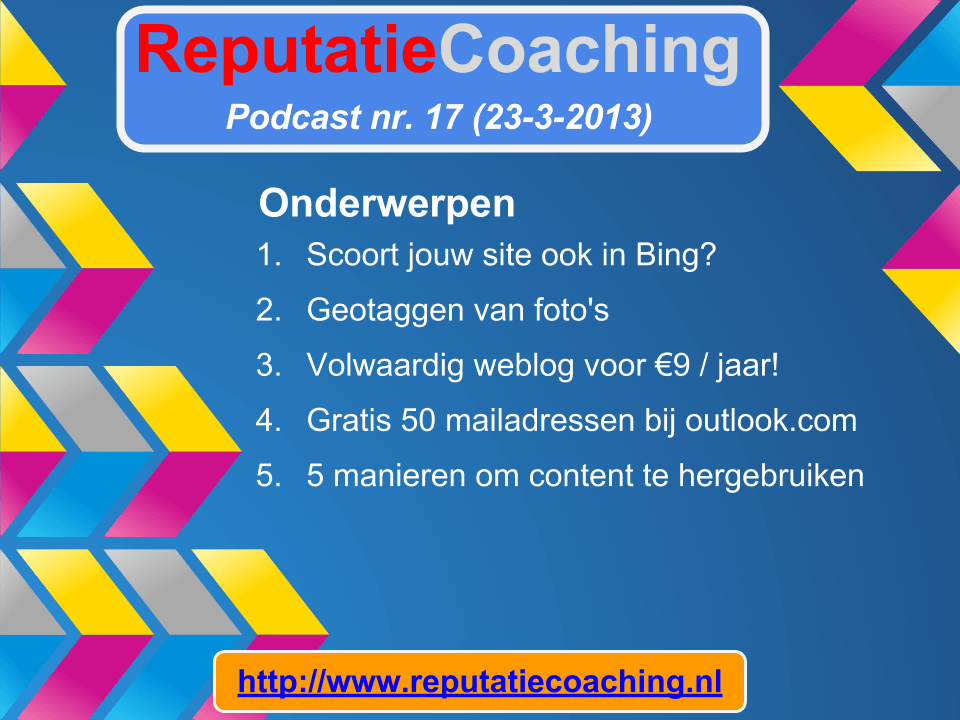 ReputatieCoaching
Podcast nr. 17 (23-3-2013)
Onderwerpen
1. Scoort jouw site ook in Bing?
2. Geotaggen van foto's
3. Volwaardig weblog voor €9 / jaar!
4. Gratis 50 mailadressen bij outlook.com
5. 5 manieren om content te hergebruiken
http://www.reputatiecoaching.nl